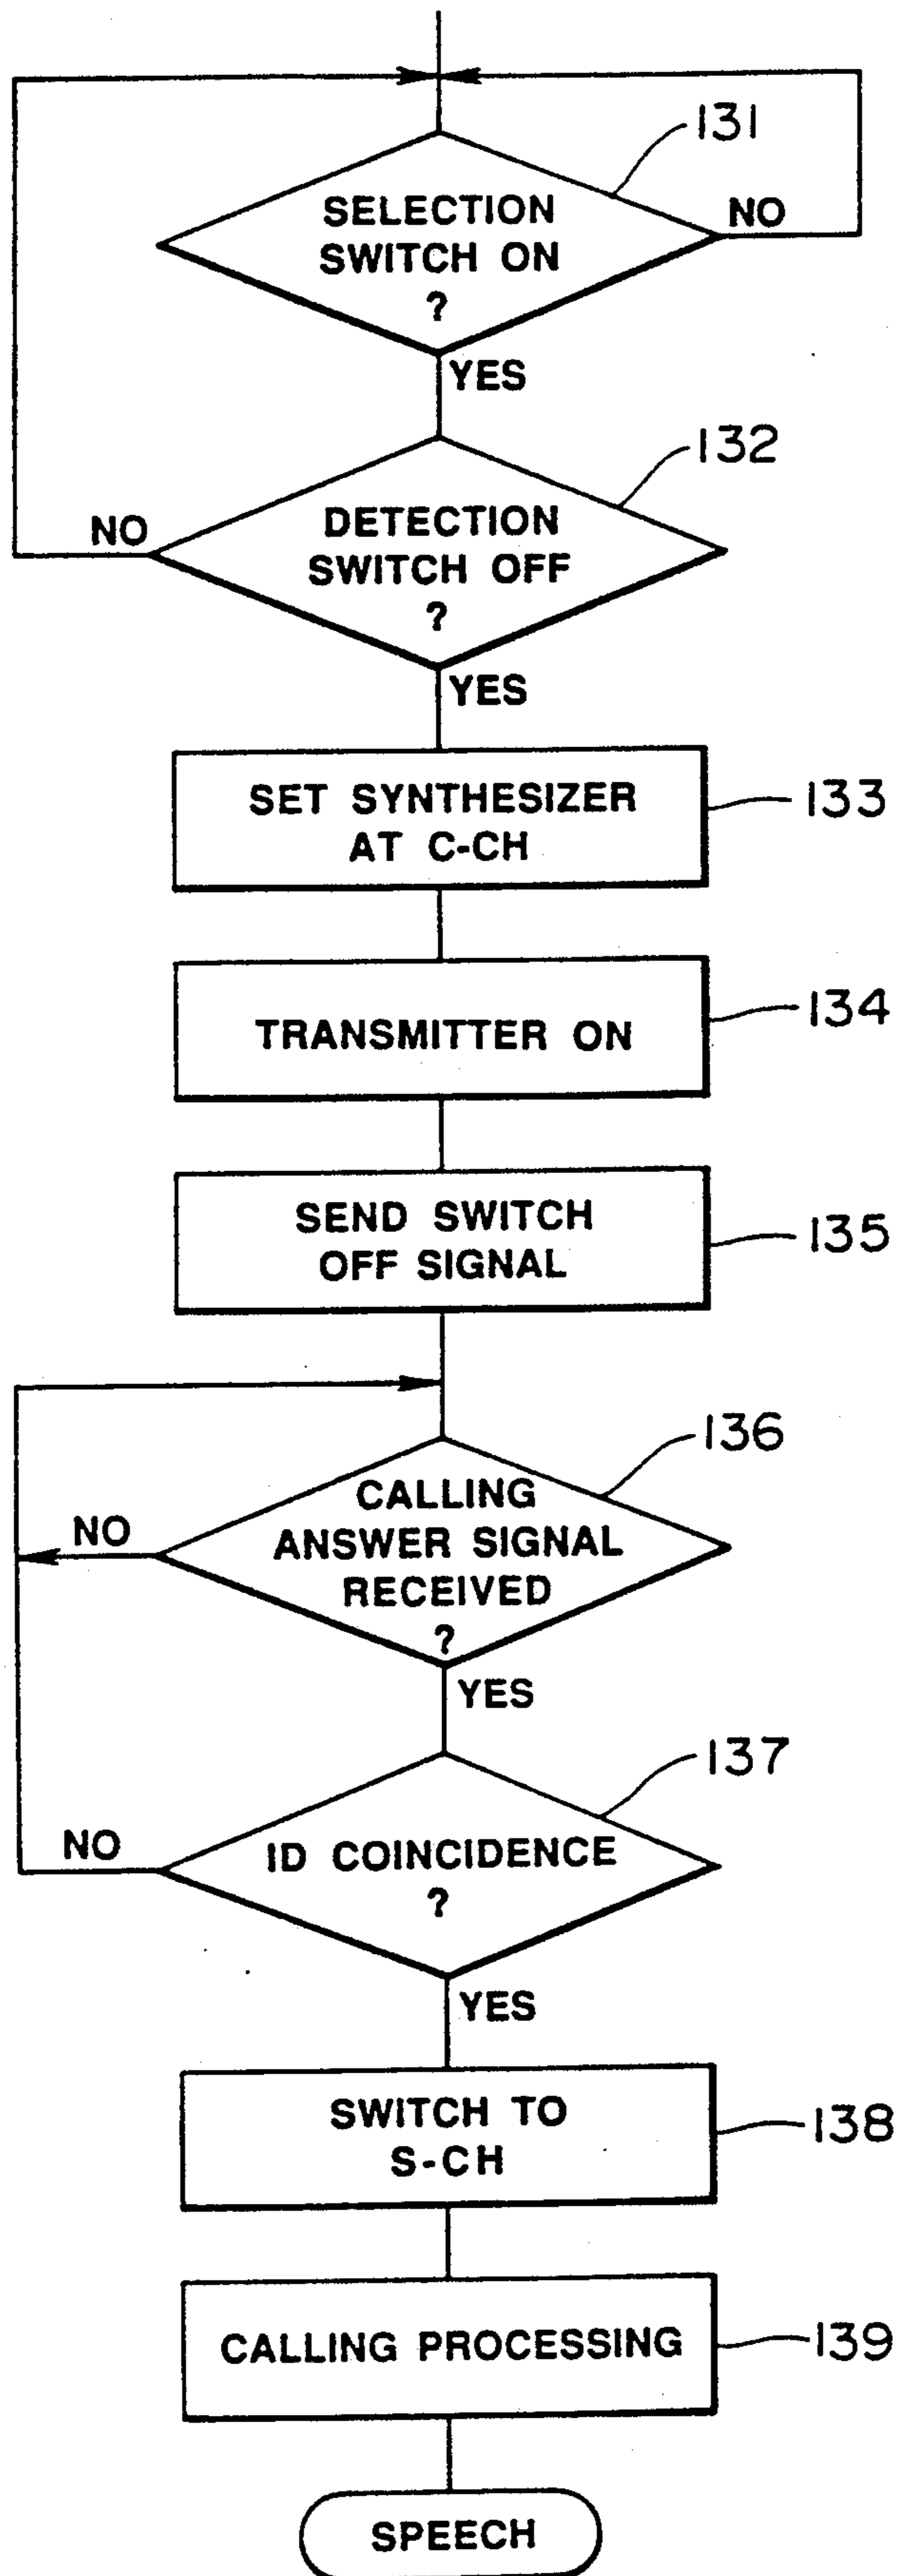 131
SELECTION
SWITCH ON
?
NO
YES
132
DETECTION
SWITCH OFF
?
NO
YES
SET SYNTHESIZER
AT C-CH
133
TRANSMITTER ON
134
SEND SWITCH
OFF SIGNAL
135
136
CALLING
ANSWER SIGNAL
RECEIVED
?
NO
YES
137
ID COINCIDENCE
?
NO
YES
SWITCH TO
S-CH
138
CALLING PROCESSING
139
SPEECH